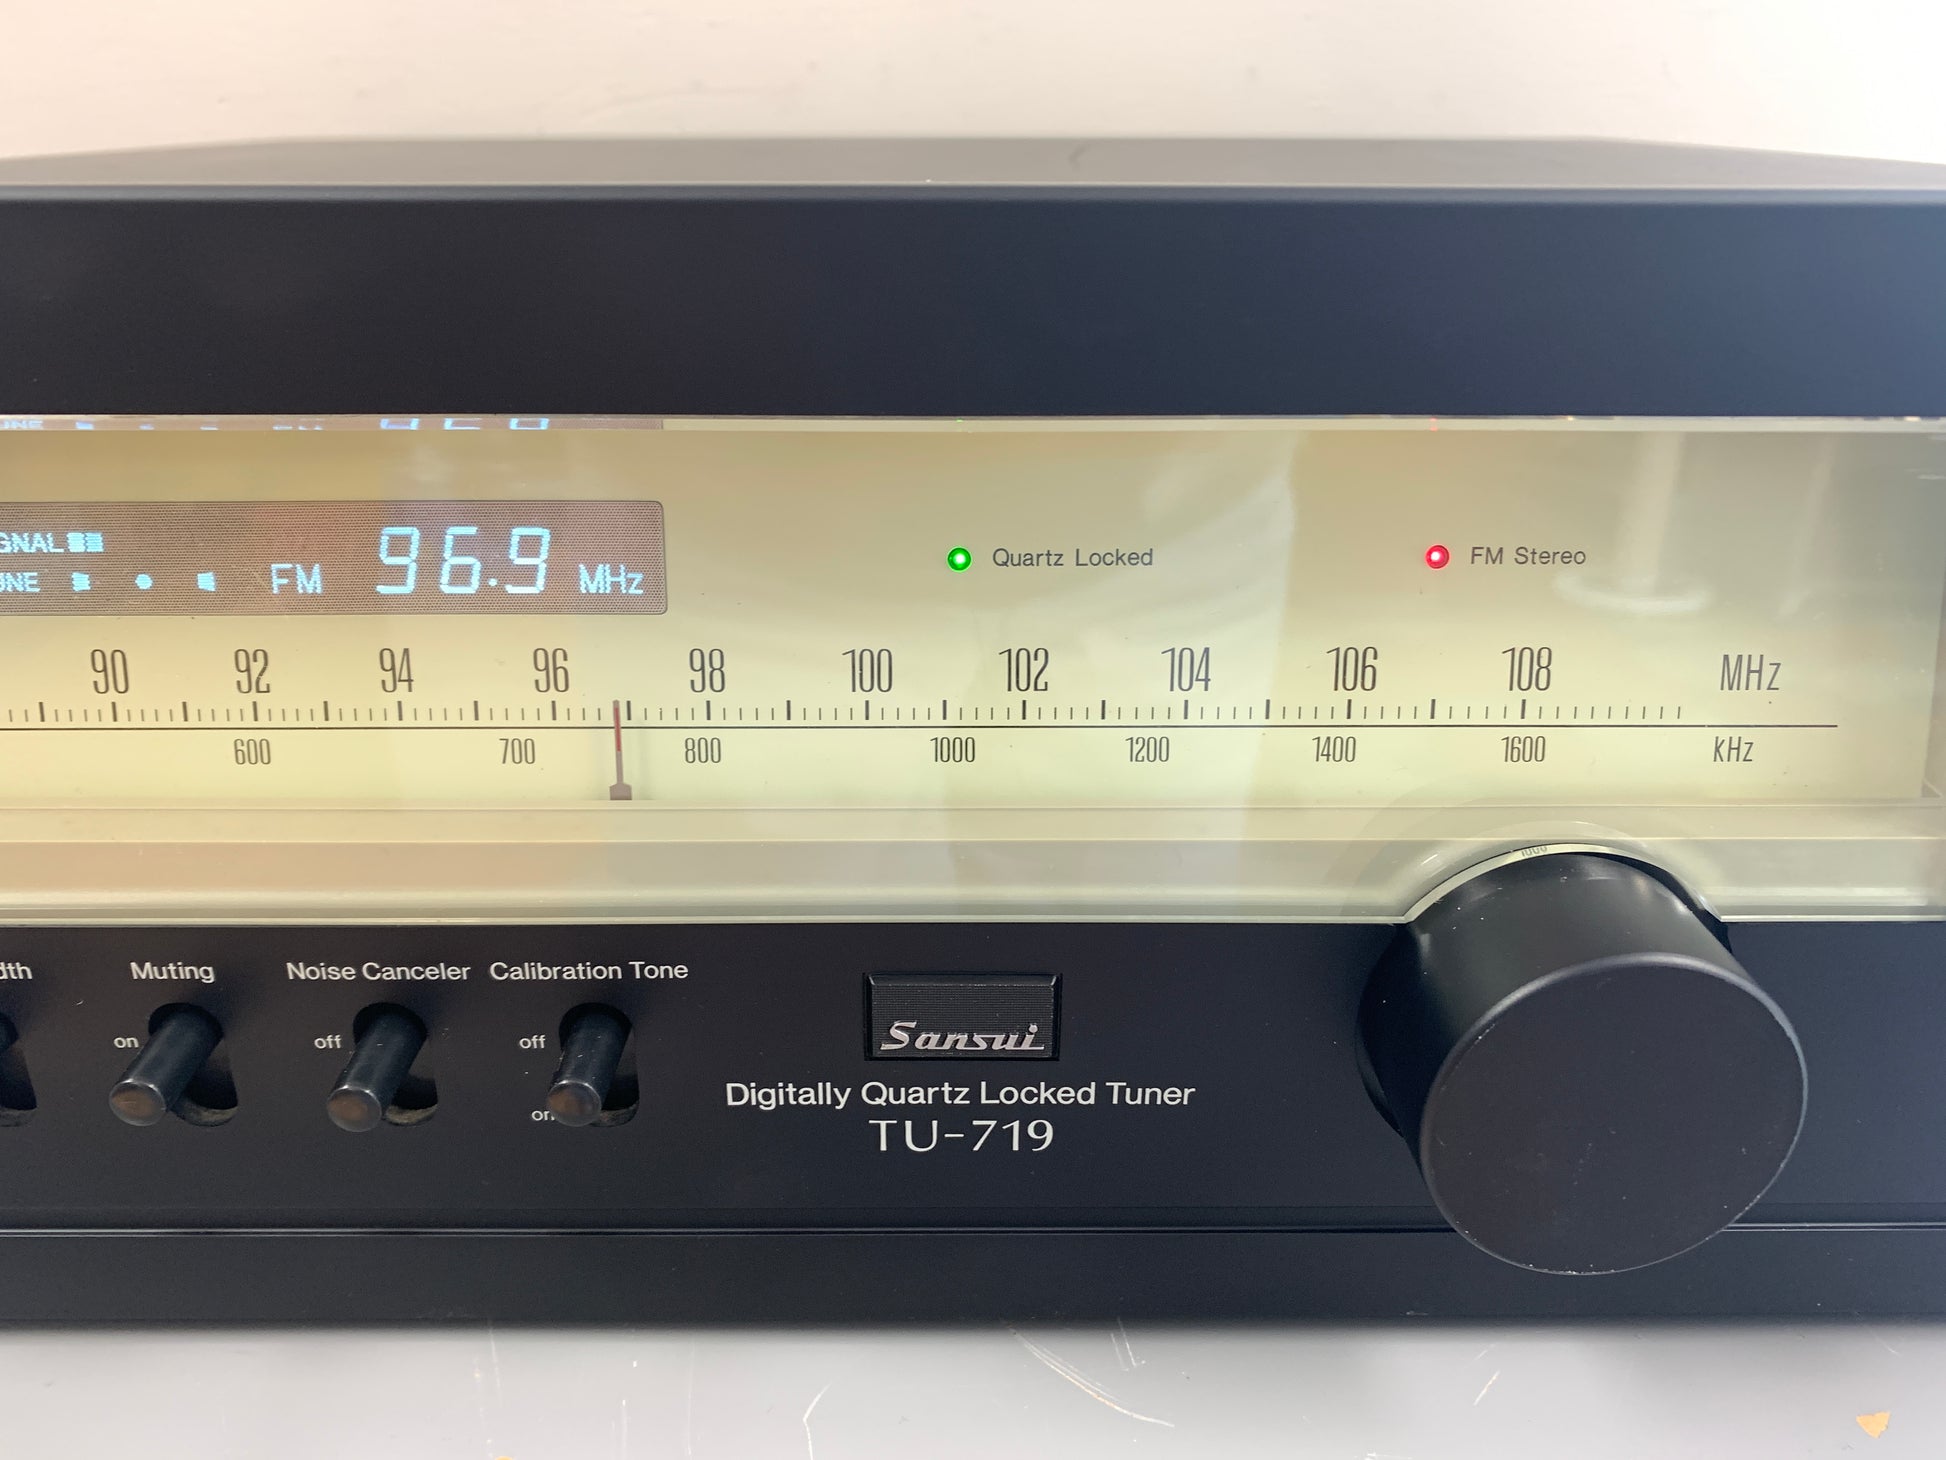 GNAL
UNE FM 96.9 MHz
Quartz Locked
FM Stereo
90 92 94 96 98 100 102 104 106 108 MHz
600 700 800 1000 1200 1400 1600 kHz
1000
dth
Muting
Noise Canceler
Calibration Tone
on
off
off
on
Sansui
Digitally Quartz Locked Tuner
TU-719